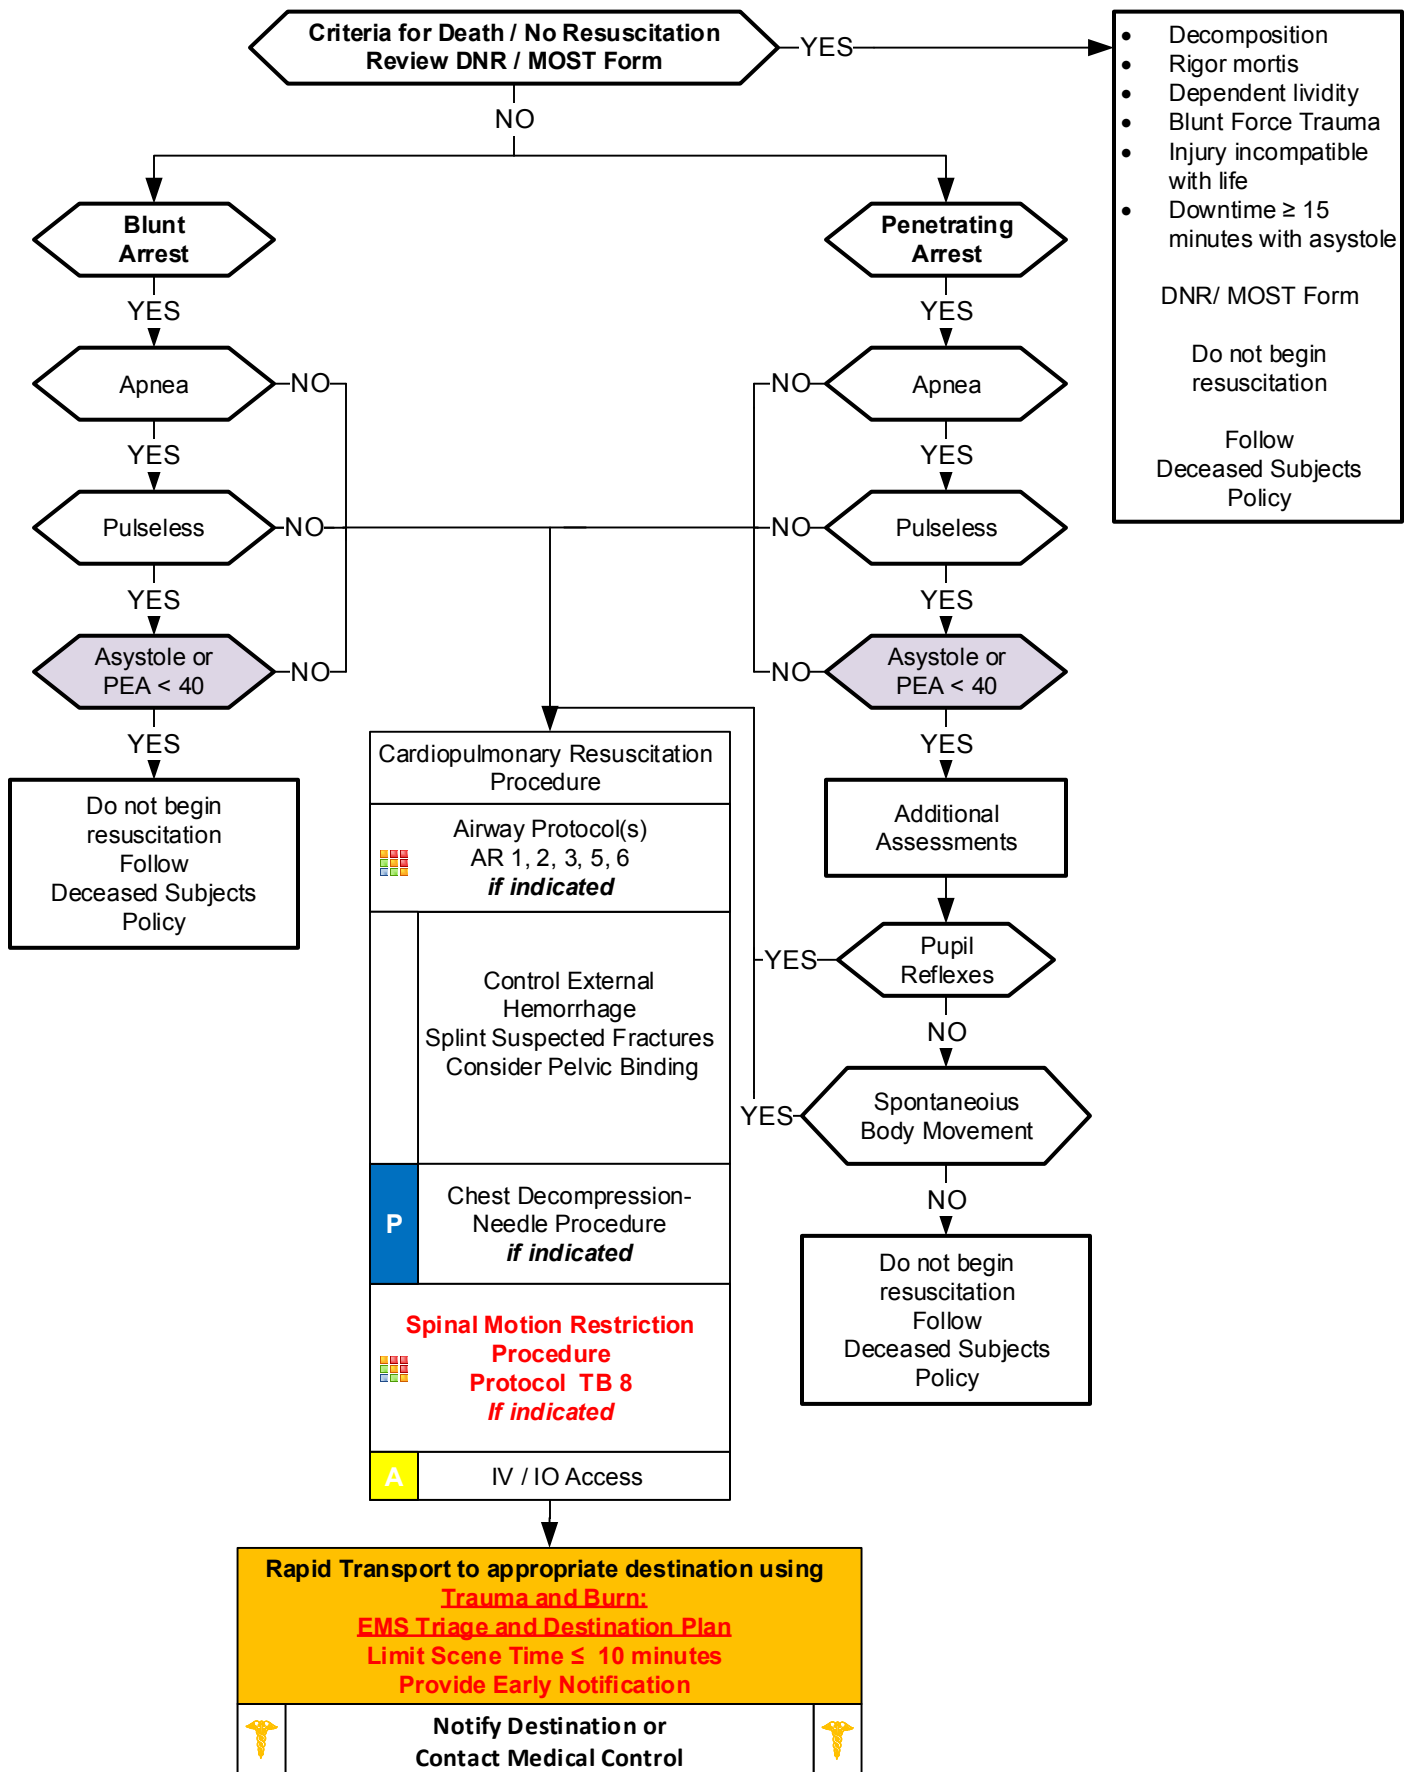 Criteria for Death / No Resuscitation
Review DNR / MOST Form
YES
• Decomposition
• Rigor mortis
• Dependent lividity
• Blunt Force Trauma
• Injury incompatible
with life
• Downtime ≥ 15
minutes with asystole
DNR/ MOST Form
Do not begin
resuscitation
Follow
Deceased Subjects
Policy
NO
Blunt
Arrest
YES
Apnea
NO
YES
Pulseless
NO
YES
Asystole or
PEA < 40
NO
YES
Do not begin
resuscitation
Follow
Deceased Subjects
Policy
Penetrating
Arrest
YES
NO
Apnea
YES
NO
Pulseless
YES
NO
Asystole or
PEA < 40
YES
Additional
Assessments
YES
Pupil
Reflexes
NO
YES
Spontaneoius
Body Movement
NO
Do not begin
resuscitation
Follow
Deceased Subjects
Policy
Cardiopulmonary Resuscitation
Procedure
Airway Protocol(s)
AR 1, 2, 3, 5, 6
if indicated
Control External
Hemorrhage
Splint Suspected Fractures
Consider Pelvic Binding
P
Chest Decompression-
Needle Procedure
if indicated
Spinal Motion Restriction
Procedure
Protocol TB 8
If indicated
A
IV / IO Access
Rapid Transport to appropriate destination using
Trauma and Burn:
EMS Triage and Destination Plan
Limit Scene Time ≤ 10 minutes
Provide Early Notification
Notify Destination or
Contact Medical Control